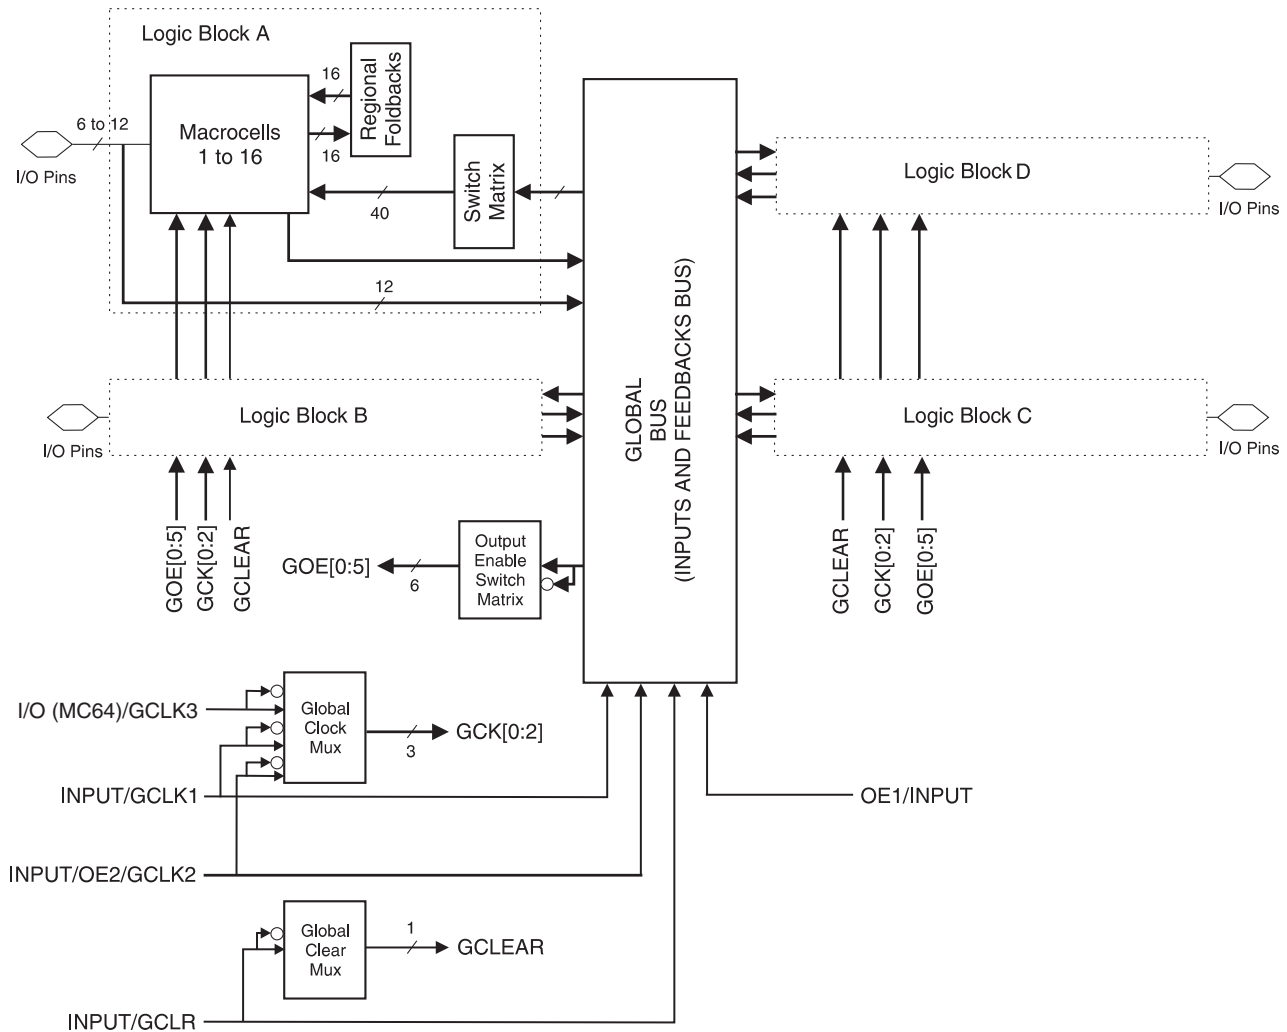 Logic Block A
16
Regional
Foldbacks
6 to 12
Macrocells
1 to 16
16
I/O Pins
40
Switch
Matrix
12
Logic Block D
I/O Pins
Logic Block B
I/O Pins
GLOBAL
BUS
(INPUTS AND FEEDBACKS BUS)
Logic Block C
I/O Pins
GOE[0:5]
GCK[0:2]
GCLEAR
GOE[0:5]
6
Output
Enable
Switch
Matrix
GCLEAR
GCK[0:2]
GOE[0:5]
I/O (MC64)/GCLK3
Global
Clock
Mux
3
GCK[0:2]
INPUT/GCLK1
OE1/INPUT
INPUT/OE2/GCLK2
Global
Clear
Mux
1
GCLEAR
INPUT/GCLR